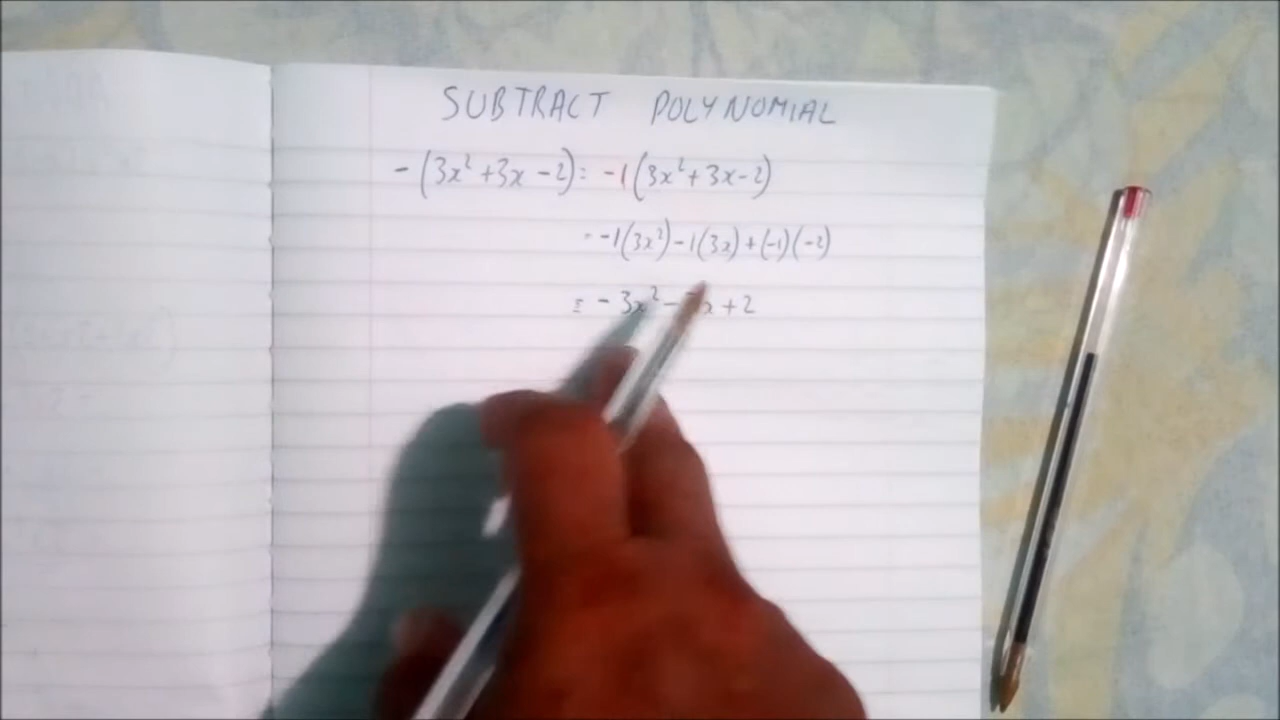 SUBTRACT POLYNOMIAL
-(3x²+3x-2)= -1(3x²+3x-2)
= -1(3x²)-1(3x)+(-1)(-2)
= -3x²- x+2